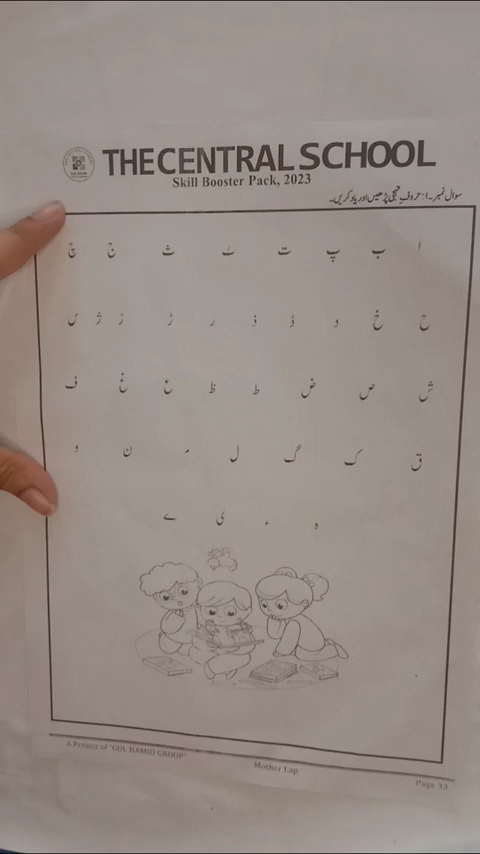 THE CENTRAL SCHOOL
Skill Booster Pack, 2023
سوال نمبر۔۱: حروفِ تہجی پڑھیں اور یاد کریں۔
ا ب پ ت ٹ ث ج چ
ح خ د ڈ ذ ر ڑ ز ژ س
ش ص ض ط ظ ع غ ف
ق ک گ ل م ن و
ہ ء ی ے
A Project of "GUL HAMID GROUP"
Mother Lap
Page 33